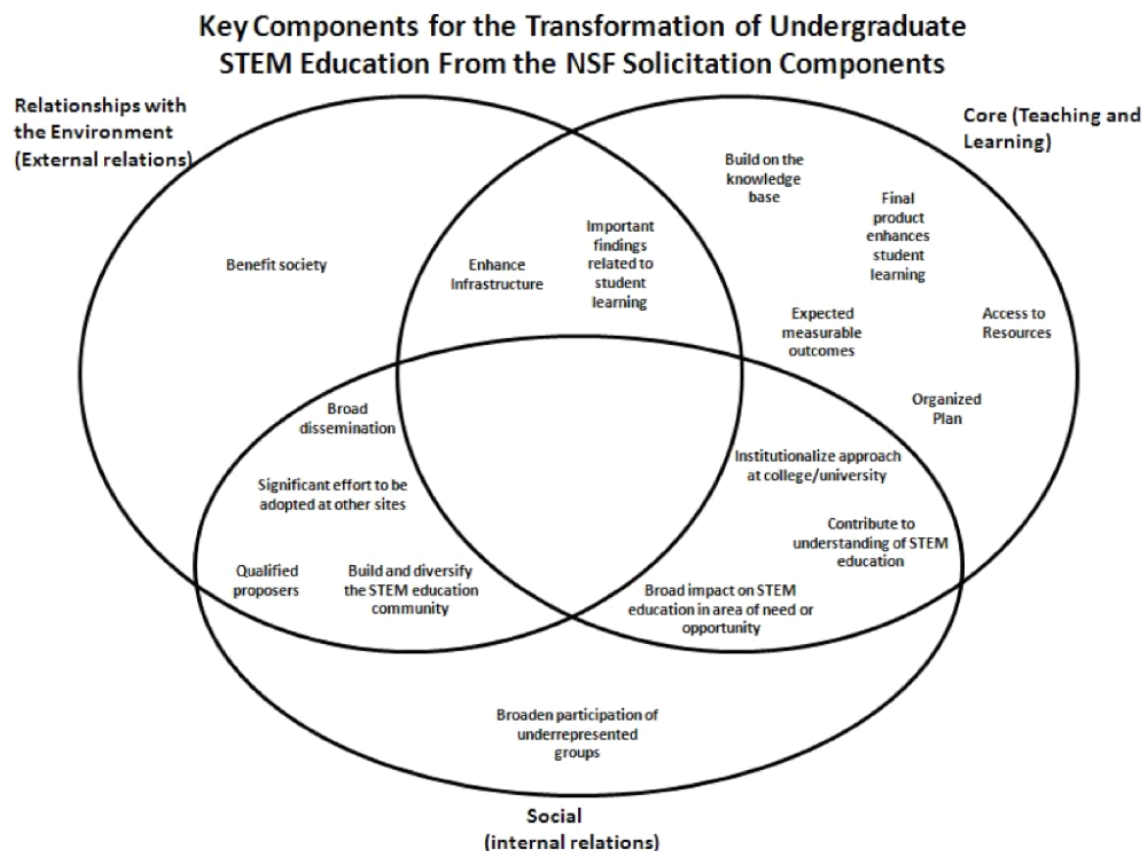 Key Components for the Transformation of Undergraduate
STEM Education From the NSF Solicitation Components
Relationships with
the Environment
(External relations)
Core (Teaching and
Learning)
Build on the
knowledge
base
Final
product
enhances
student
learning
Important
findings
related to
student
learning
Benefit society
Enhance
Infrastructure
Expected
measurable
outcomes
Access to
Resources
Organized
Plan
Broad
dissemination
Institutionalize approach
at college/university
Significant effort to be
adopted at other sites
Contribute to
understanding of STEM
education
Qualified
proposers
Build and diversify
the STEM education
community
Broad impact on STEM
education in area of need or
opportunity
Broaden participation of
underrepresented
groups
Social
(internal relations)